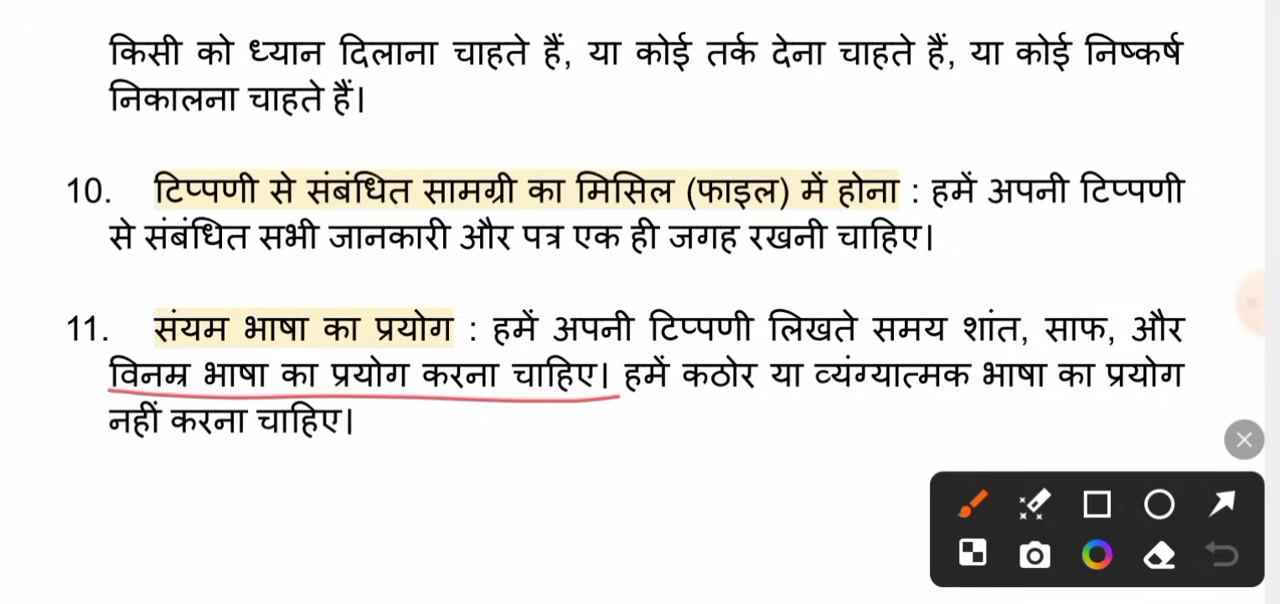 किसी को ध्यान दिलाना चाहते हैं, या कोई तर्क देना चाहते हैं, या कोई निष्कर्ष
निकालना चाहते हैं।
10. टिप्पणी से संबंधित सामग्री का मिसिल (फाइल) में होना : हमें अपनी टिप्पणी
से संबंधित सभी जानकारी और पत्र एक ही जगह रखनी चाहिए।
11. संयम भाषा का प्रयोग : हमें अपनी टिप्पणी लिखते समय शांत, साफ, और
विनम्र भाषा का प्रयोग करना चाहिए। हमें कठोर या व्यंग्यात्मक भाषा का प्रयोग
नहीं करना चाहिए।